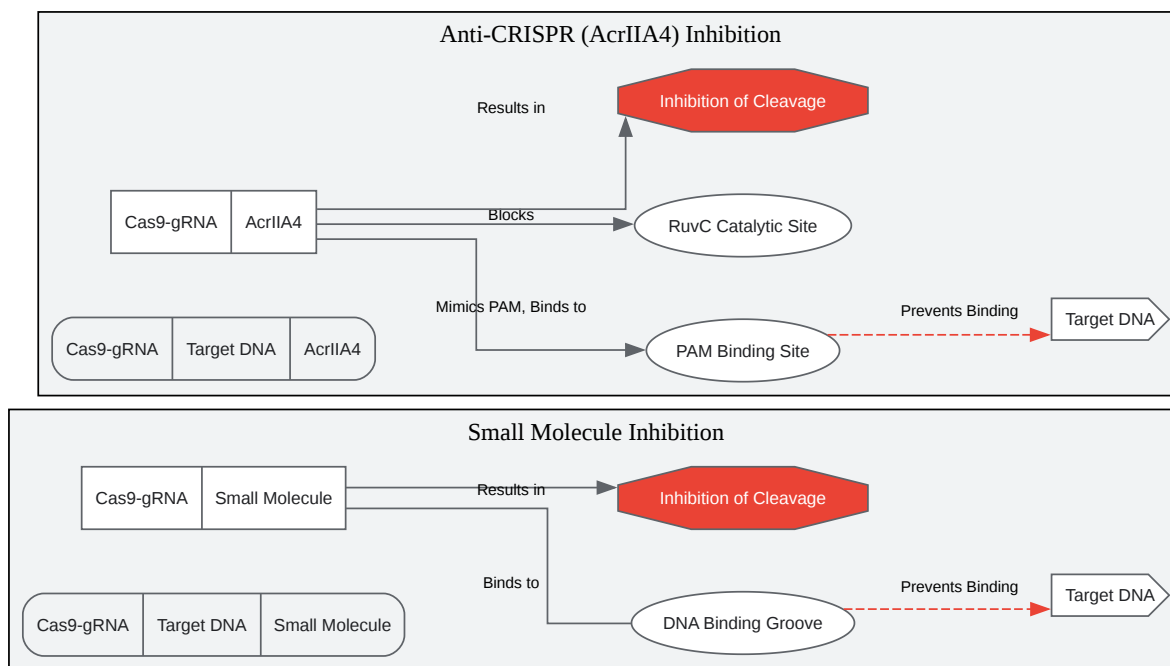 Anti-CRISPR (AcrIIA4) Inhibition
Results in
Inhibition of Cleavage
Cas9-gRNA
AcrIIA4
Blocks
RuvC Catalytic Site
Mimics PAM, Binds to
Prevents Binding
Target DNA
Cas9-gRNA
Target DNA
AcrIIA4
PAM Binding Site
Small Molecule Inhibition
Cas9-gRNA
Small Molecule
Results in
Inhibition of Cleavage
Binds to
Prevents Binding
Target DNA
Cas9-gRNA
Target DNA
Small Molecule
DNA Binding Groove